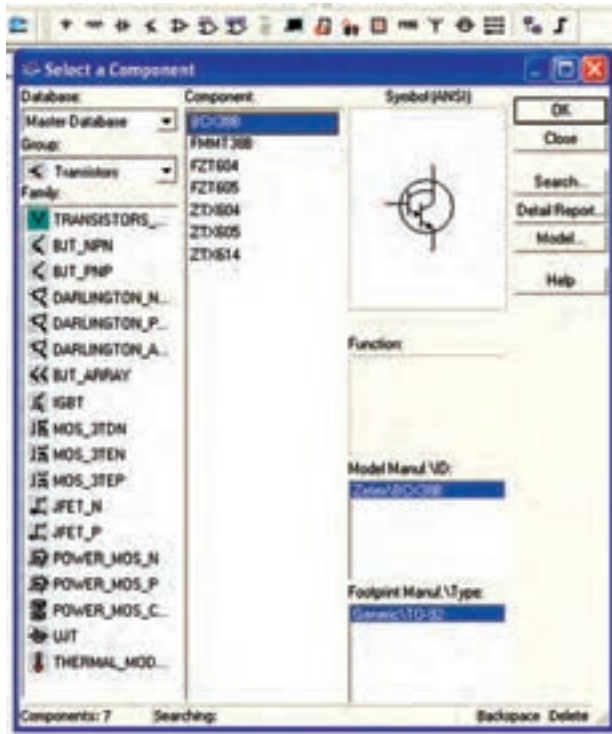 Select a Component
Database:
Master Database
Group:
Transistors
Family:
TRANSISTORS_...
BJT_NPN
BJT_PNP
DARLINGTON_N...
DARLINGTON_P...
DARLINGTON_A...
BJT_ARRAY
IGBT
MOS_3TDN
MOS_3TEN
MOS_3TEP
JFET_N
JFET_P
POWER_MOS_N
POWER_MOS_P
POWER_MOS_C...
UJT
THERMAL_MOD...
Component:
BCX38B
FMMT38B
FZT604
FZT605
ZTX604
ZTX605
ZTX614
Symbol (ANSI)
Function:
Model Manuf.\ID:
Zetex\BCX38B
Footprint Manuf.\Type:
Generic\TO-92
OK
Close
Search...
Detail Report...
Model...
Help
Components: 7
Searching:
Backspace
Delete